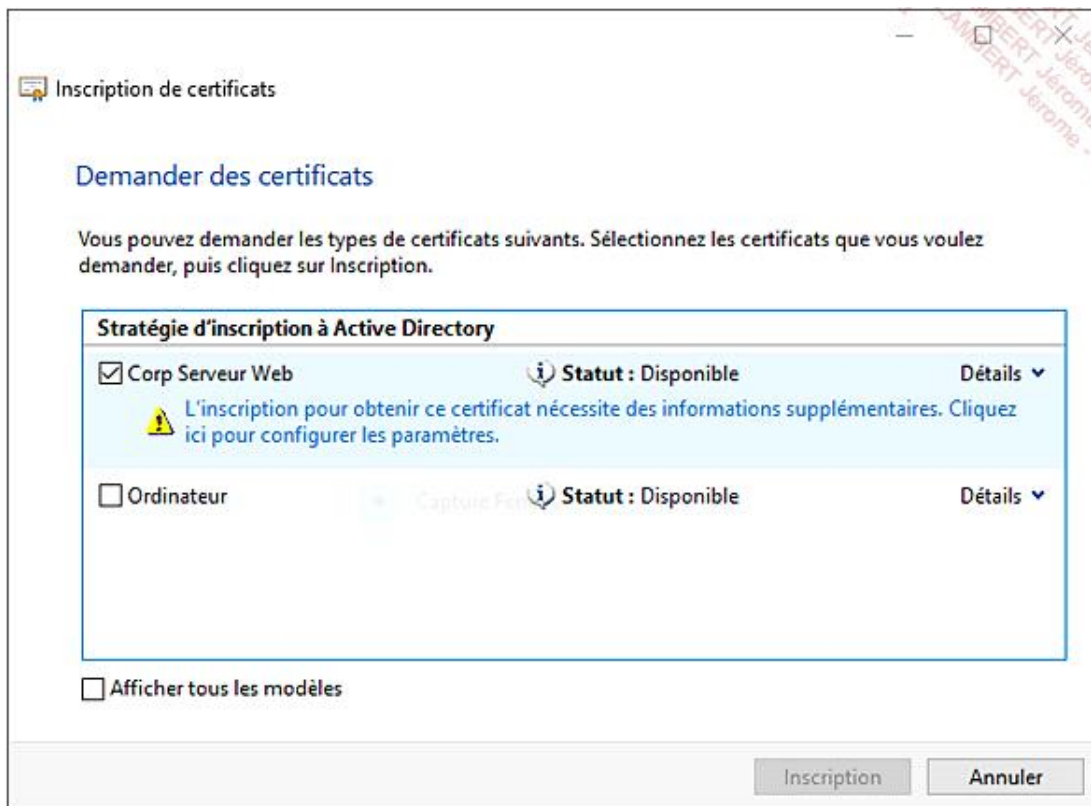 LAMBERT Jérome -
Inscription de certificats
Demander des certificats
Vous pouvez demander les types de certificats suivants. Sélectionnez les certificats que vous voulez
demander, puis cliquez sur Inscription.
Stratégie d'inscription à Active Directory
Corp Serveur Web Statut : Disponible Détails
L'inscription pour obtenir ce certificat nécessite des informations supplémentaires. Cliquez
ici pour configurer les paramètres.
Ordinateur Capture Statut : Disponible Détails
Afficher tous les modèles
Inscription Annuler